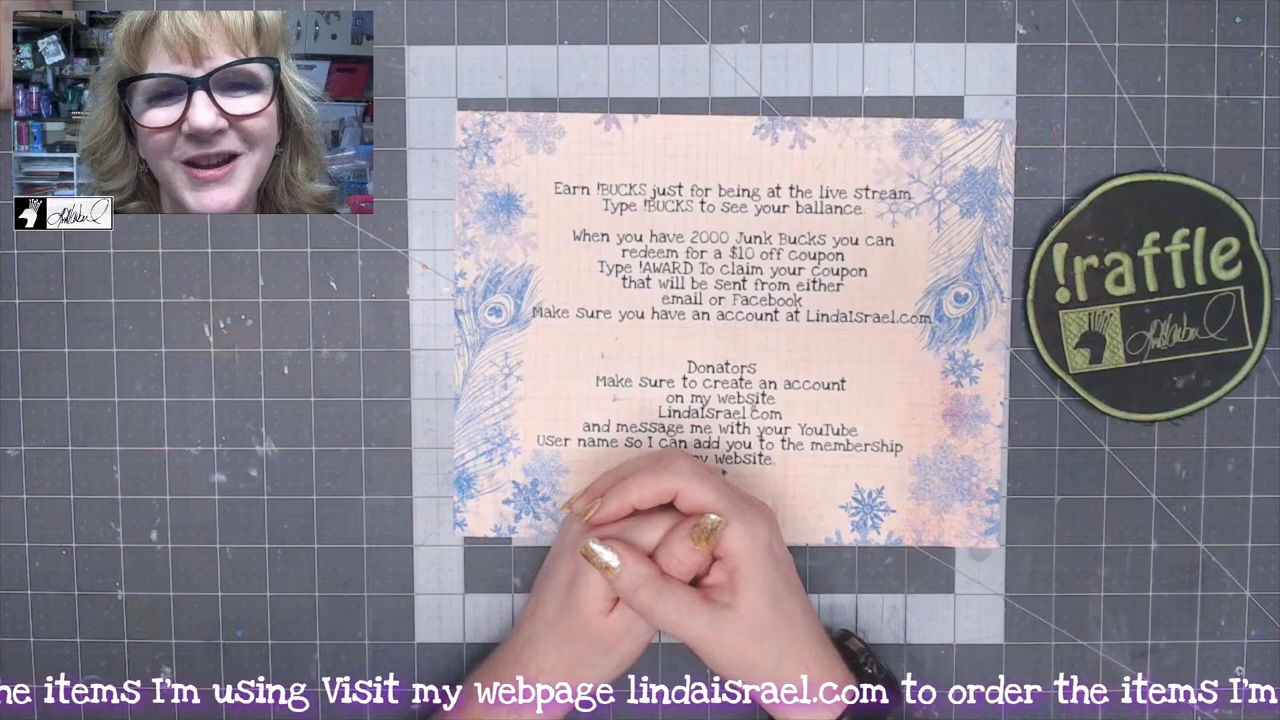 Earn !BUCKS just for being at the live stream
Type !BUCKS to see your ballance.
When you have 2000 Junk Bucks you can
redeem for a $10 off coupon
Type !AWARD To claim your coupon
that will be sent from either
email or Facebook
Make sure you have an account at LindaIsrael.com
Donators
Make sure to create an account
on my website
LindaIsrael.com
and message me with your YouTube
User name so I can add you to the membership
my website.
!raffle
he items I'm using Visit my webpage lindaisrael.com to order the items I'm